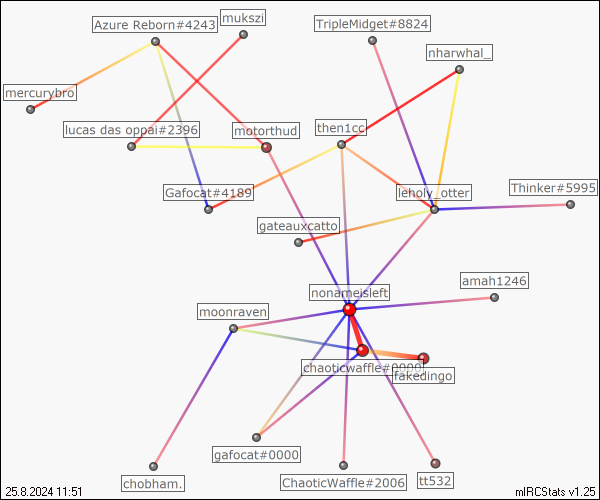 mukszi
Azure Reborn#4243
TripleMidget#8824
nharwhal_
mercurybro
lucas das oppai#2396
motorthud
then1cc
Gafocat#4189
leholy_otter
Thinker#5995
gateauxcatto
amah1246
nonameisleft
moonraven
chaoticwaffle#0000
fakedingo
gafocat#0000
chobham.
ChaoticWaffle#2006
tt532
25.8.2024 11:51
mIRCStats v1.25